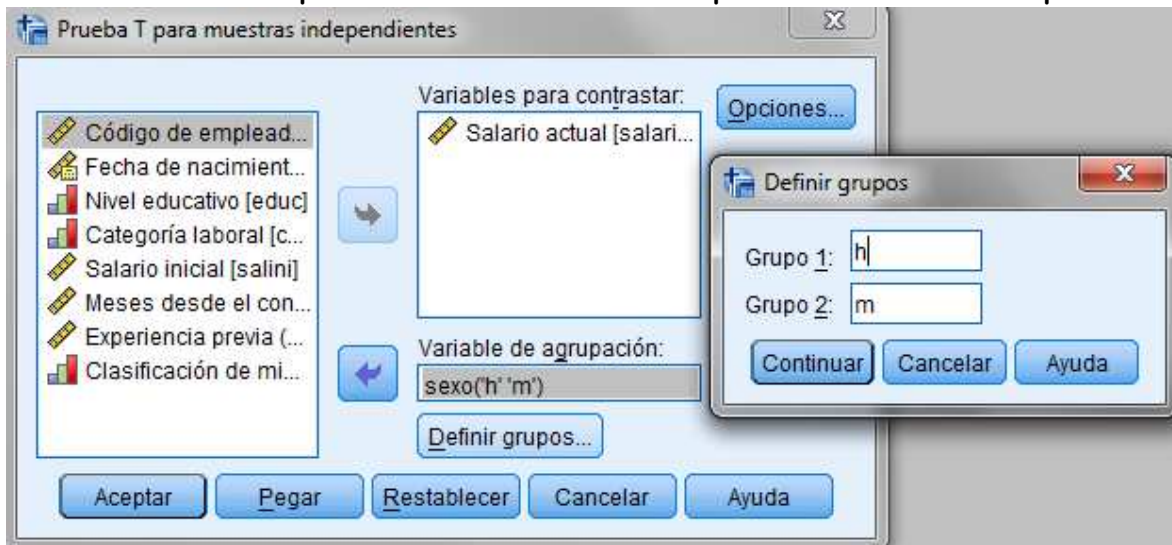 Prueba T para muestras independientes
Código de emplead...
Fecha de nacimient...
Nivel educativo [educ]
Categoría laboral [c...
Salario inicial [salini]
Meses desde el con...
Experiencia previa (...
Clasificación de mi...
Variables para contrastar:
Salario actual [salari...
Opciones...
Variable de agrupación:
sexo('h' 'm')
Definir grupos...
Aceptar
Pegar
Restablecer
Cancelar
Ayuda
Definir grupos
Grupo 1: h
Grupo 2: m
Continuar
Cancelar
Ayuda